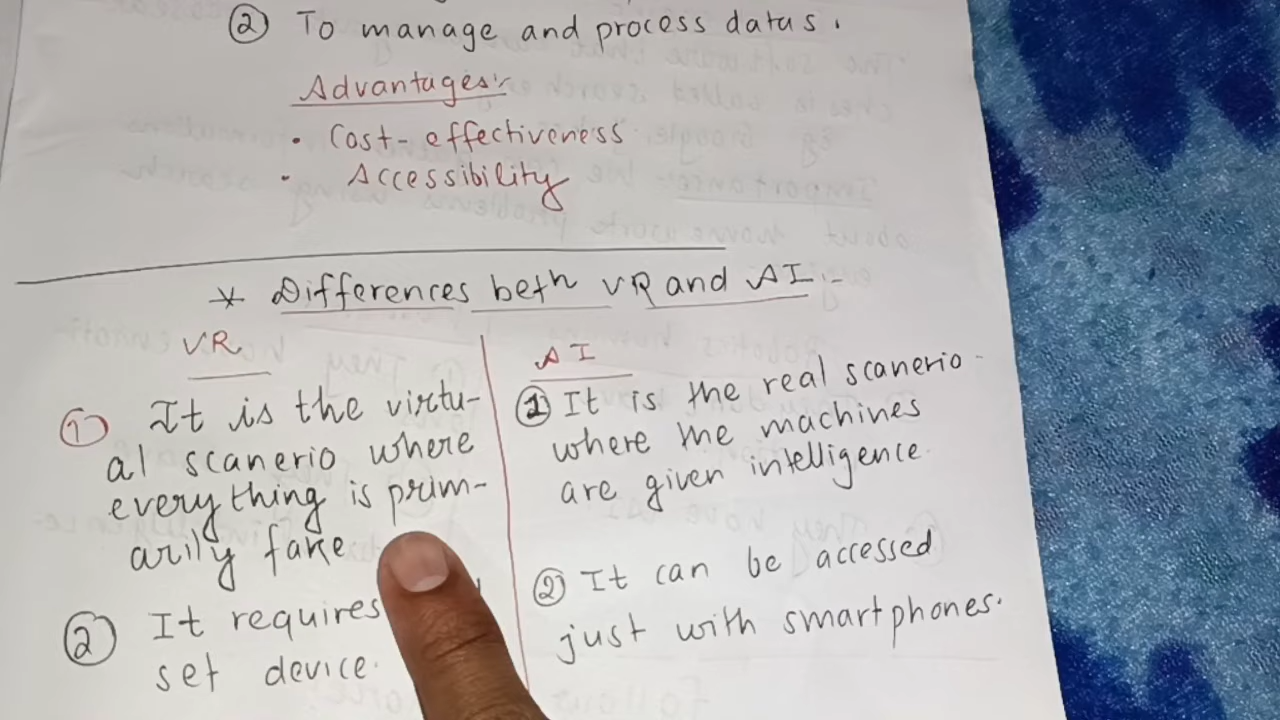 ② To manage and process datas.
Advantages:-
• Cost-effectiveness
• Accessibility
* Differences betn VR and AI :-
VR
① It is the virtu-
al scanerio where
everything is prim-
arily fake
② It requires
set device.
AI
① It is the real scanerio
where the machines
are given intelligence.
② It can be accessed
just with smartphones.